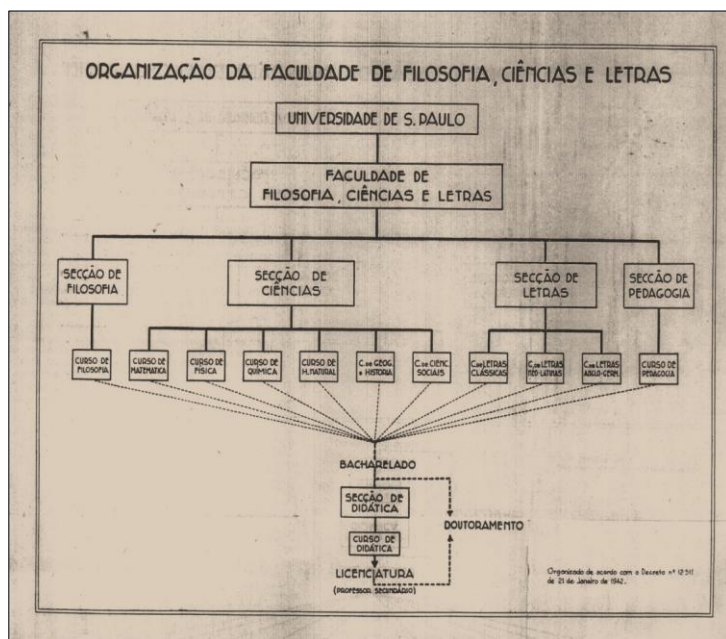 ORGANIZAÇÃO DA FACULDADE DE FILOSOFIA, CIÊNCIAS E LETRAS
UNIVERSIDADE DE S. PAULO
FACULDADE DE
FILOSOFIA, CIÊNCIAS E LETRAS
SECÇÃO DE
FILOSOFIA
SECÇÃO DE
CIÊNCIAS
SECÇÃO DE
LETRAS
SECÇÃO DE
PEDAGOGIA
CURSO DE
FILOSOFIA
CURSO DE
MATEMATICA
CURSO DE
FÍSICA
CURSO DE
QUÍMICA
CURSO DE
H. NATURAL
C. DE GEOG.
E HISTORIA
C. DE CIENC.
SOCIAIS
C. DE LETRAS
CLÁSSICAS
C. DE LETRAS
NÉO-LATINAS
C. DE LETRAS
ANGLO-GERM.
CURSO DE
PEDAGOGIA
BACHARELADO
SECÇÃO DE
DIDÁTICA
DOUTORAMENTO
CURSO DE
DIDÁTICA
LICENCIATURA
(PROFESSOR SECUNDÁRIO)
Organizado de acordo com o Decreto nº 12.511
de 21 de Janeiro de 1942.